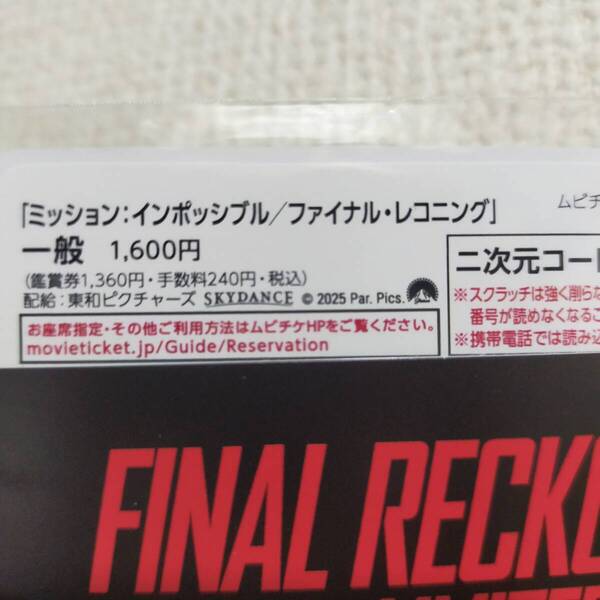 「ミッション：インポッシブル／ファイナル・レコニング」
ムビチ
一般 1,600円
(鑑賞券1,360円・手数料240円・税込)
配給：東和ピクチャーズ SKYDANCE © 2025 Par. Pics.
お座席指定・その他ご利用方法はムビチケHPをご覧ください。
movieticket.jp/Guide/Reservation
二次元コード
※スクラッチは強く削らな
番号が読めなくなるこ
※携帯電話では読み込
FINAL RECKO